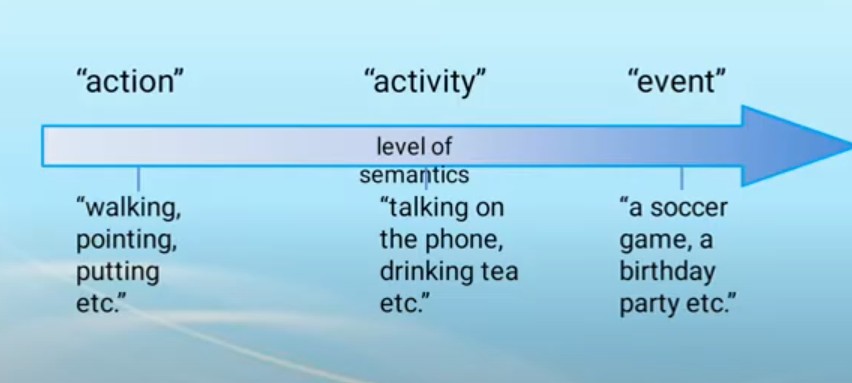 “action”
“activity”
“event”
level of
semantics
“walking,
pointing,
putting
etc.”
“talking on
the phone,
drinking tea
etc.”
“a soccer
game, a
birthday
party etc.”